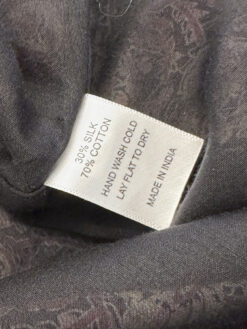 30% SILK
70% COTTON
HAND WASH COLD
LAY FLAT TO DRY
MADE IN INDIA